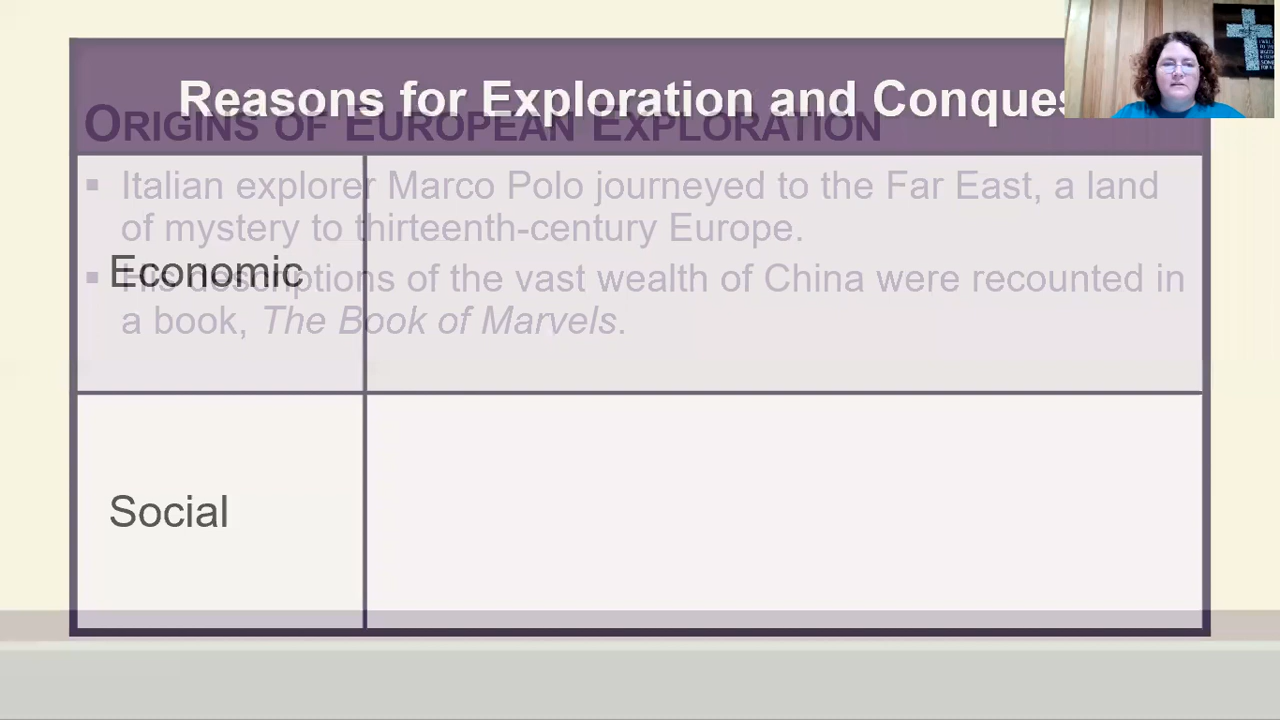 Reasons for Exploration and Conques
ORIGINS OF EUROPEAN EXPLORATION
▪ Italian explorer Marco Polo journeyed to the Far East, a land
of mystery to thirteenth-century Europe.
Economic
▪ His descriptions of the vast wealth of China were recounted in
a book, The Book of Marvels.
Social